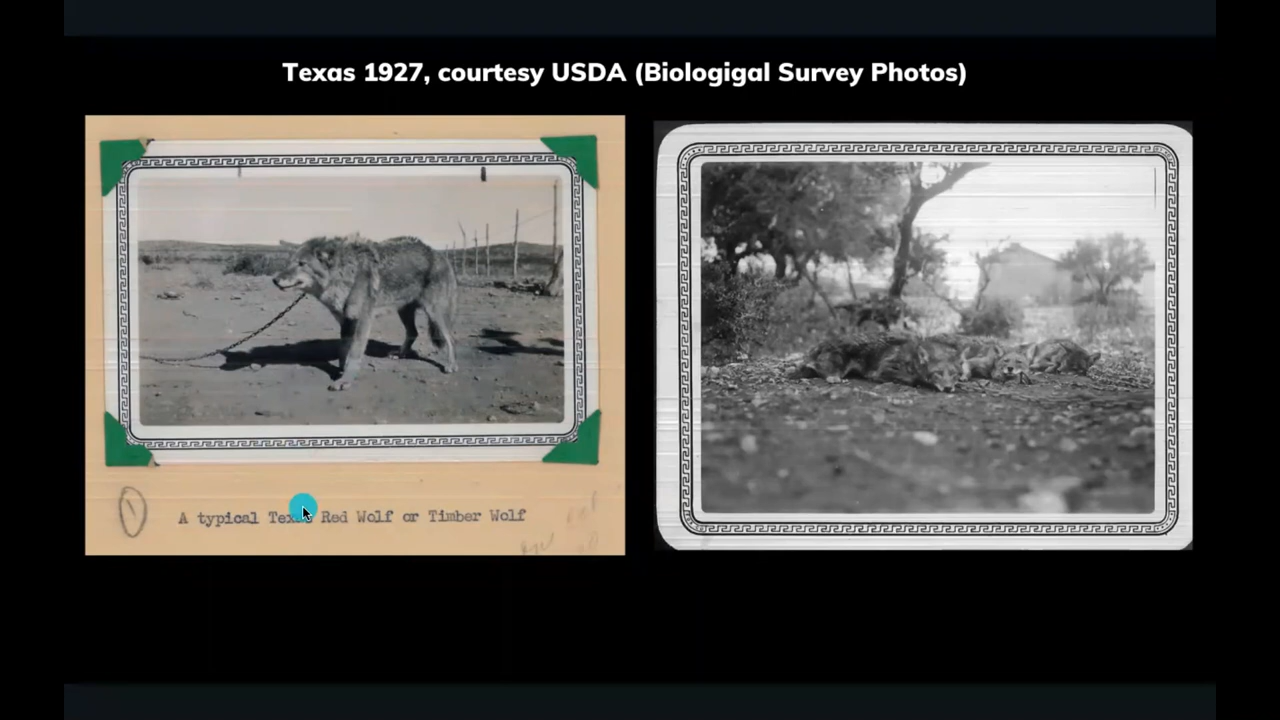 Texas 1927, courtesy USDA (Biologigal Survey Photos)
A typical Texas Red Wolf or Timber Wolf